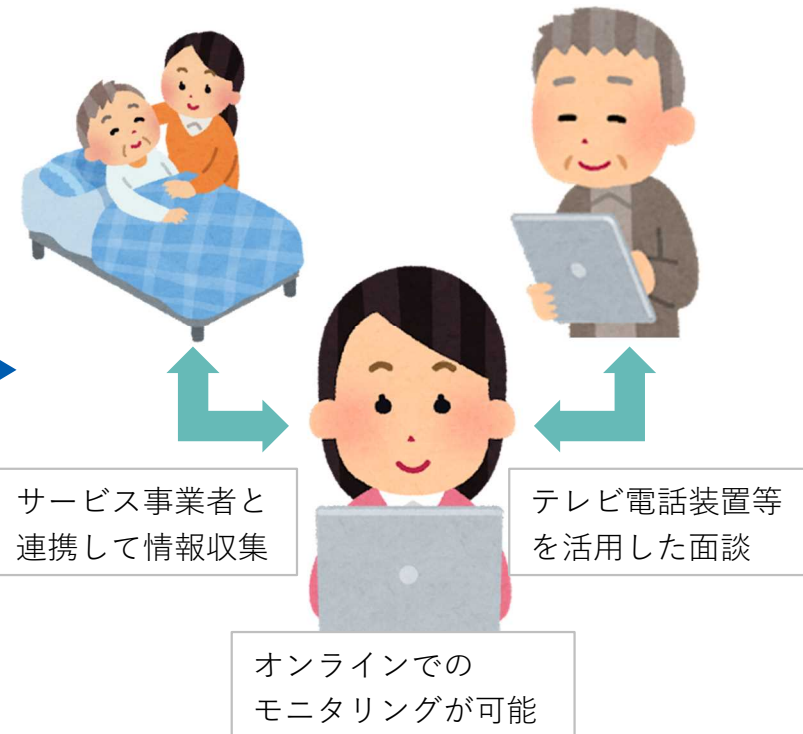 サービス事業者と
連携して情報収集
テレビ電話装置等
を活用した面談
オンラインでの
モニタリングが可能